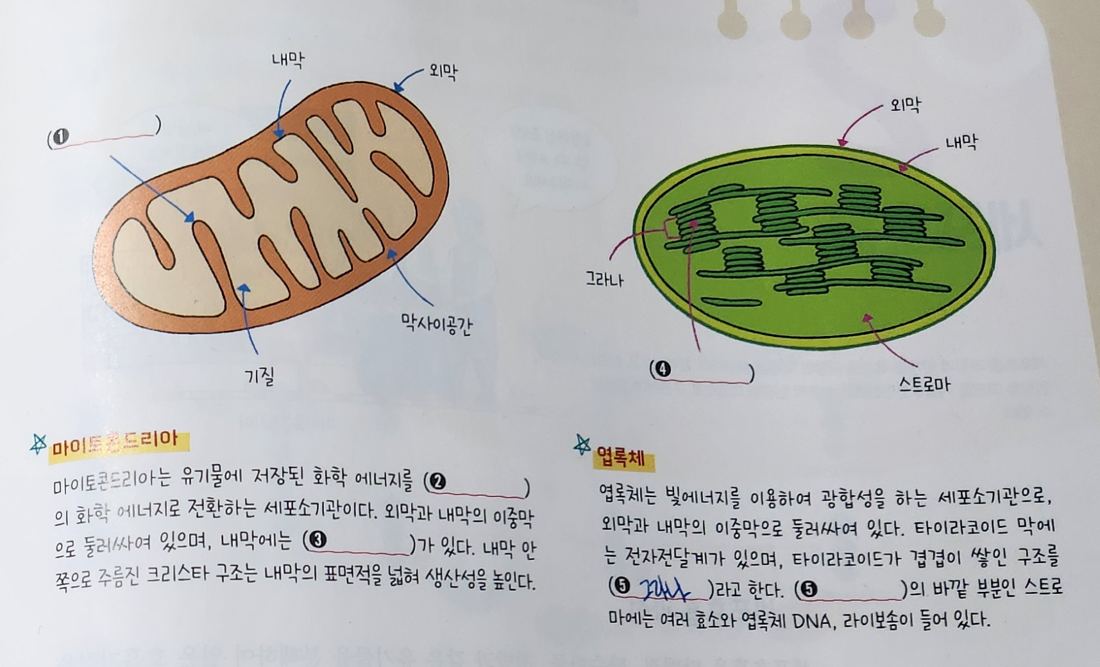 내막
외막
(❶ )
막사이공간
기질
외막
내막
그라나
(❹ )
스트로마
마이토콘드리아
마이토콘드리아는 유기물에 저장된 화학 에너지를 (❷ )
의 화학 에너지로 전환하는 세포소기관이다. 외막과 내막의 이중막
으로 둘러싸여 있으며, 내막에는 (❸ )가 있다. 내막 안
쪽으로 주름진 크리스타 구조는 내막의 표면적을 넓혀 생산성을 높인다.
엽록체
엽록체는 빛에너지를 이용하여 광합성을 하는 세포소기관으로,
외막과 내막의 이중막으로 둘러싸여 있다. 타이라코이드 막에
는 전자전달계가 있으며, 타이라코이드가 겹겹이 쌓인 구조를
(❺ 그라나 )라고 한다. (❺ )의 바깥 부분인 스트로
마에는 여러 효소와 엽록체 DNA, 라이보솜이 들어 있다.